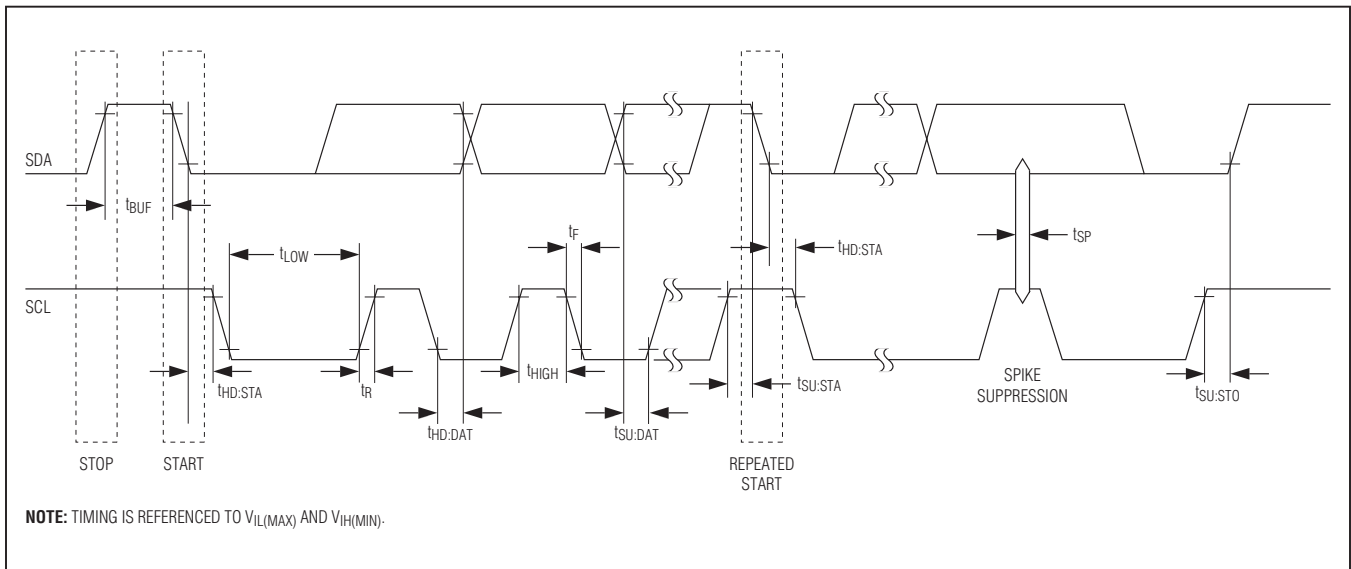 SDA
tBUF
tLOW
tF
tHD:STA
tSP
SCL
tHD:STA
tR
tHIGH
tHD:DAT
tSU:DAT
tSU:STA
SPIKE
SUPPRESSION
tSU:STO
STOP
START
REPEATED
START
NOTE: TIMING IS REFERENCED TO VIL(MAX) AND VIH(MIN).